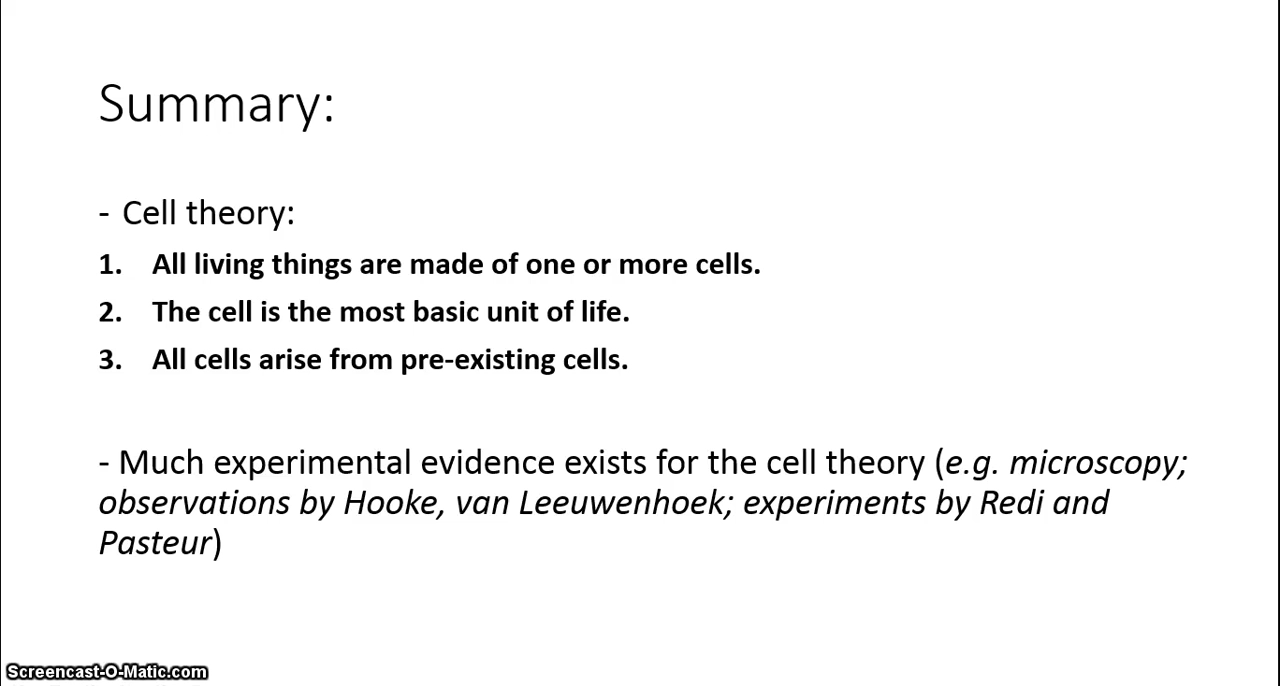 Summary:
- Cell theory:
1. All living things are made of one or more cells.
2. The cell is the most basic unit of life.
3. All cells arise from pre-existing cells.
- Much experimental evidence exists for the cell theory (e.g. microscopy;
observations by Hooke, van Leeuwenhoek; experiments by Redi and
Pasteur)
Screencast-O-Matic.com